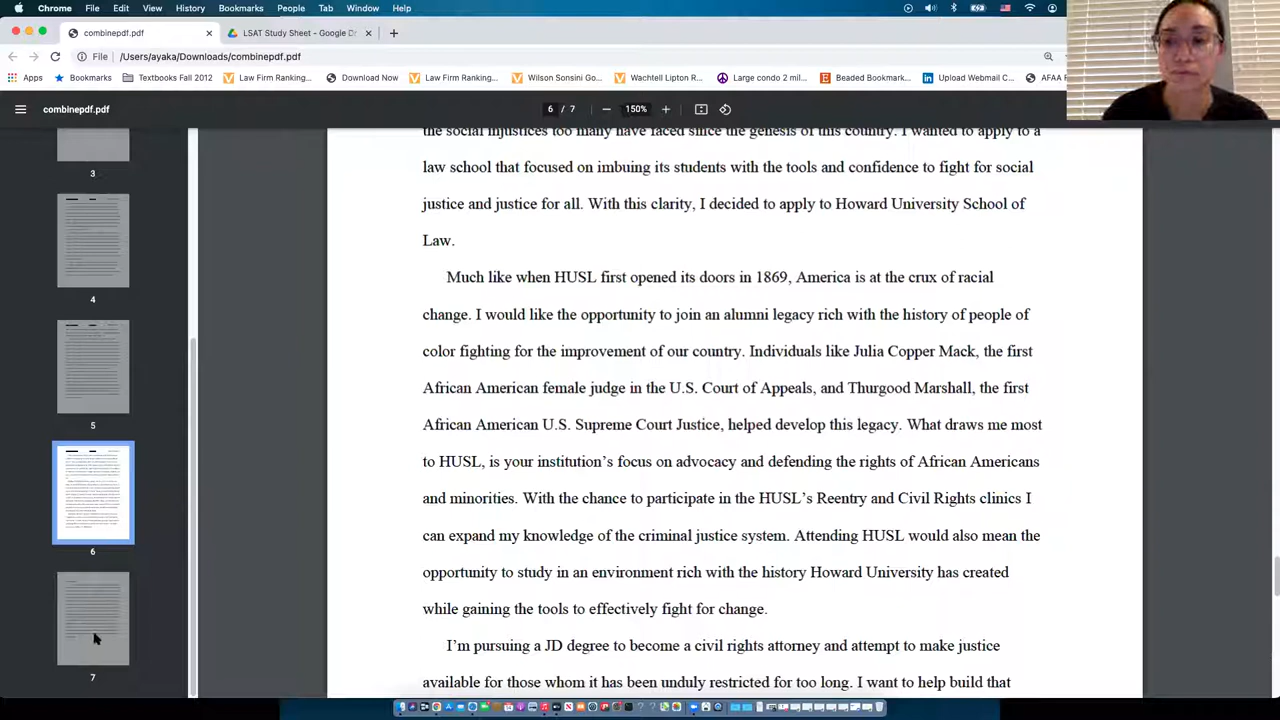 Chrome File Edit View History Bookmarks People Tab Window Help
combinepdf.pdf
LSAT Study Sheet - Google Dr
File /Users/ayaka/Downloads/combinepdf.pdf
Apps Bookmarks Textbooks Fall 2012 Law Firm Ranking... Download Now Law Firm Ranking... Von Wachtell Lipton R... Large condo 2 mil... Beaded Bookmark... Upload Webmail C... AFAA
combinepdf.pdf
6 / 7
150%
3
4
5
6
7
the social injustices too many have faced since the genesis of this country. I wanted to apply to a
law school that focused on imbuing its students with the tools and confidence to fight for social
justice and justice for all. With this clarity, I decided to apply to Howard University School of
Law.
Much like when HUSL first opened its doors in 1869, America is at the crux of racial
change. I would like the opportunity to join an alumni legacy rich with the history of people of
color fighting for the improvement of our country. Individuals like Julia Copper Mack, the first
African American female judge in the U.S. Court of Appeals, and Thurgood Marshall, the first
African American U.S. Supreme Court Justice, helped develop this legacy. What draws me most
to HUSL, is your institution's focus on advocacy and defending the rights of African Americans
and minorities. With the chance to participate in the HUSL's Reentry and Civil Rights clinics I
can expand my knowledge of the criminal justice system. Attending HUSL would also mean the
opportunity to study in an environment rich with the history Howard University has created
while gaining the tools to effectively fight for change.
I'm pursuing a JD degree to become a civil rights attorney and attempt to make justice
available for those whom it has been unduly restricted for too long. I want to help build that